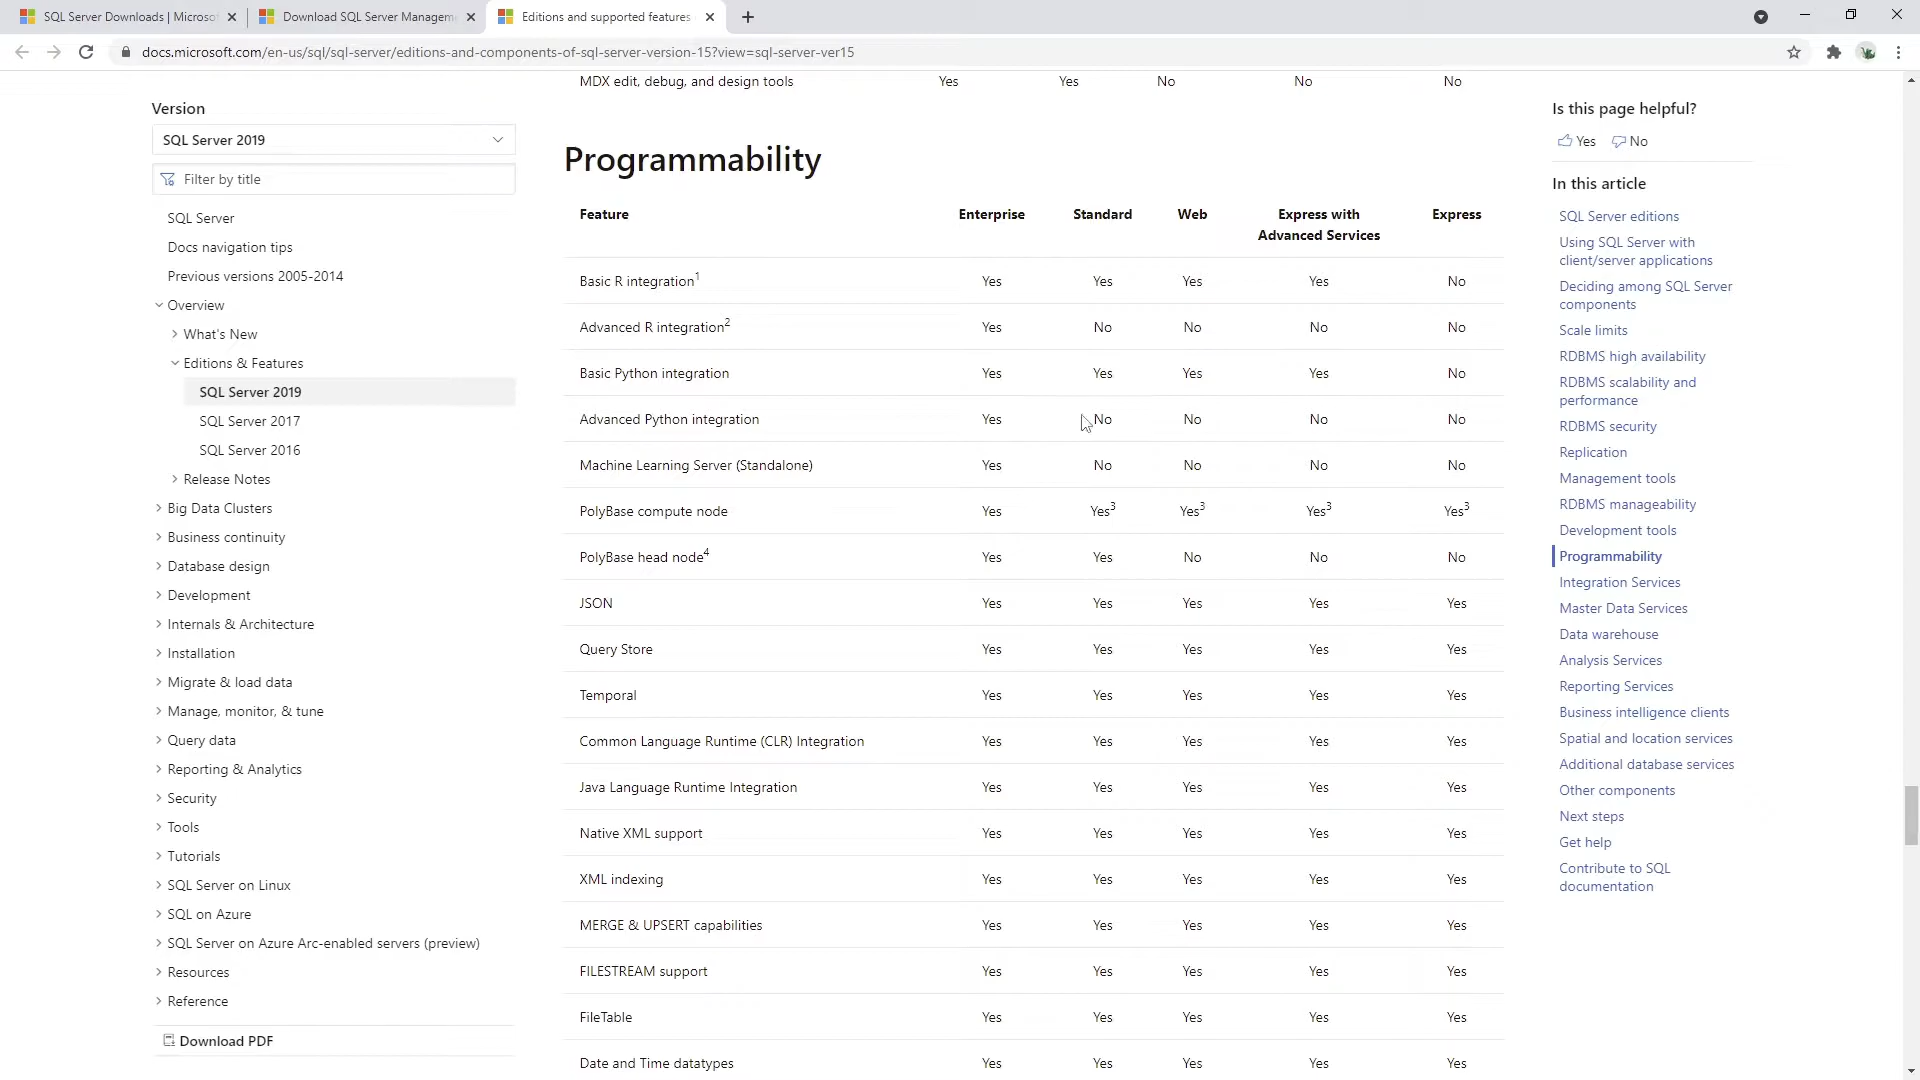 SQL Server Downloads | Microso
Download SQL Server Managem
Editions and supported features
docs.microsoft.com/en-us/sql/sql-server/editions-and-components-of-sql-server-version-15?view=sql-server-ver15
Version
SQL Server 2019
Filter by title
SQL Server
Docs navigation tips
Previous versions 2005-2014
Overview
What's New
Editions & Features
SQL Server 2019
SQL Server 2017
SQL Server 2016
Release Notes
Big Data Clusters
Business continuity
Database design
Development
Internals & Architecture
Installation
Migrate & load data
Manage, monitor, & tune
Query data
Reporting & Analytics
Security
Tools
Tutorials
SQL Server on Linux
SQL on Azure
SQL Server on Azure Arc-enabled servers (preview)
Resources
Reference
Download PDF
MDX edit, debug, and design tools Yes Yes No No No
Programmability
Feature Enterprise Standard Web Express with Advanced Services Express
Basic R integration1 Yes Yes Yes Yes No
Advanced R integration2 Yes No No No No
Basic Python integration Yes Yes Yes Yes No
Advanced Python integration Yes No No No No
Machine Learning Server (Standalone) Yes No No No No
PolyBase compute node Yes Yes3 Yes3 Yes3 Yes3
PolyBase head node4 Yes Yes No No No
JSON Yes Yes Yes Yes Yes
Query Store Yes Yes Yes Yes Yes
Temporal Yes Yes Yes Yes Yes
Common Language Runtime (CLR) Integration Yes Yes Yes Yes Yes
Java Language Runtime Integration Yes Yes Yes Yes Yes
Native XML support Yes Yes Yes Yes Yes
XML indexing Yes Yes Yes Yes Yes
MERGE & UPSERT capabilities Yes Yes Yes Yes Yes
FILESTREAM support Yes Yes Yes Yes Yes
FileTable Yes Yes Yes Yes Yes
Date and Time datatypes Yes Yes Yes Yes Yes
Is this page helpful?
Yes No
In this article
SQL Server editions
Using SQL Server with
client/server applications
Deciding among SQL Server
components
Scale limits
RDBMS high availability
RDBMS scalability and
performance
RDBMS security
Replication
Management tools
RDBMS manageability
Development tools
Programmability
Integration Services
Master Data Services
Data warehouse
Analysis Services
Reporting Services
Business intelligence clients
Spatial and location services
Additional database services
Other components
Next steps
Get help
Contribute to SQL
documentation